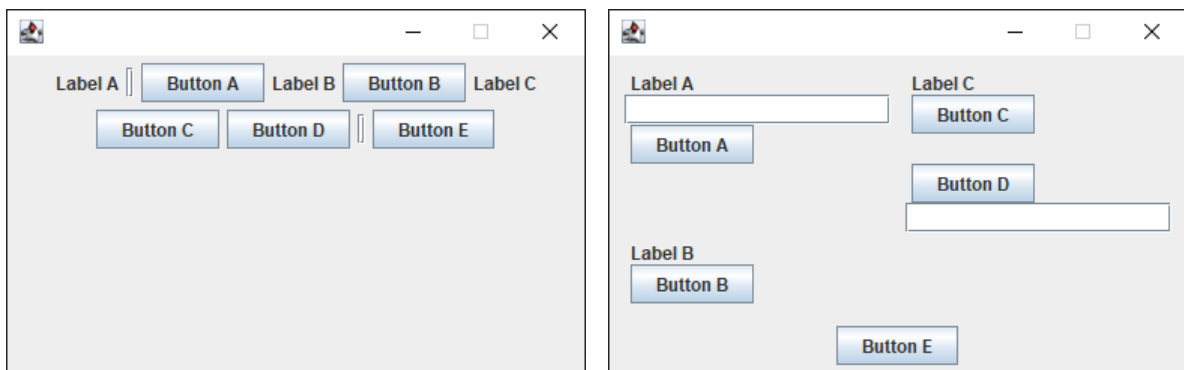 Label A Button A Label B Button B Label C
Button C Button D Button E
Label A
Button A
Label B
Button B
Label C
Button C
Button D
Button E